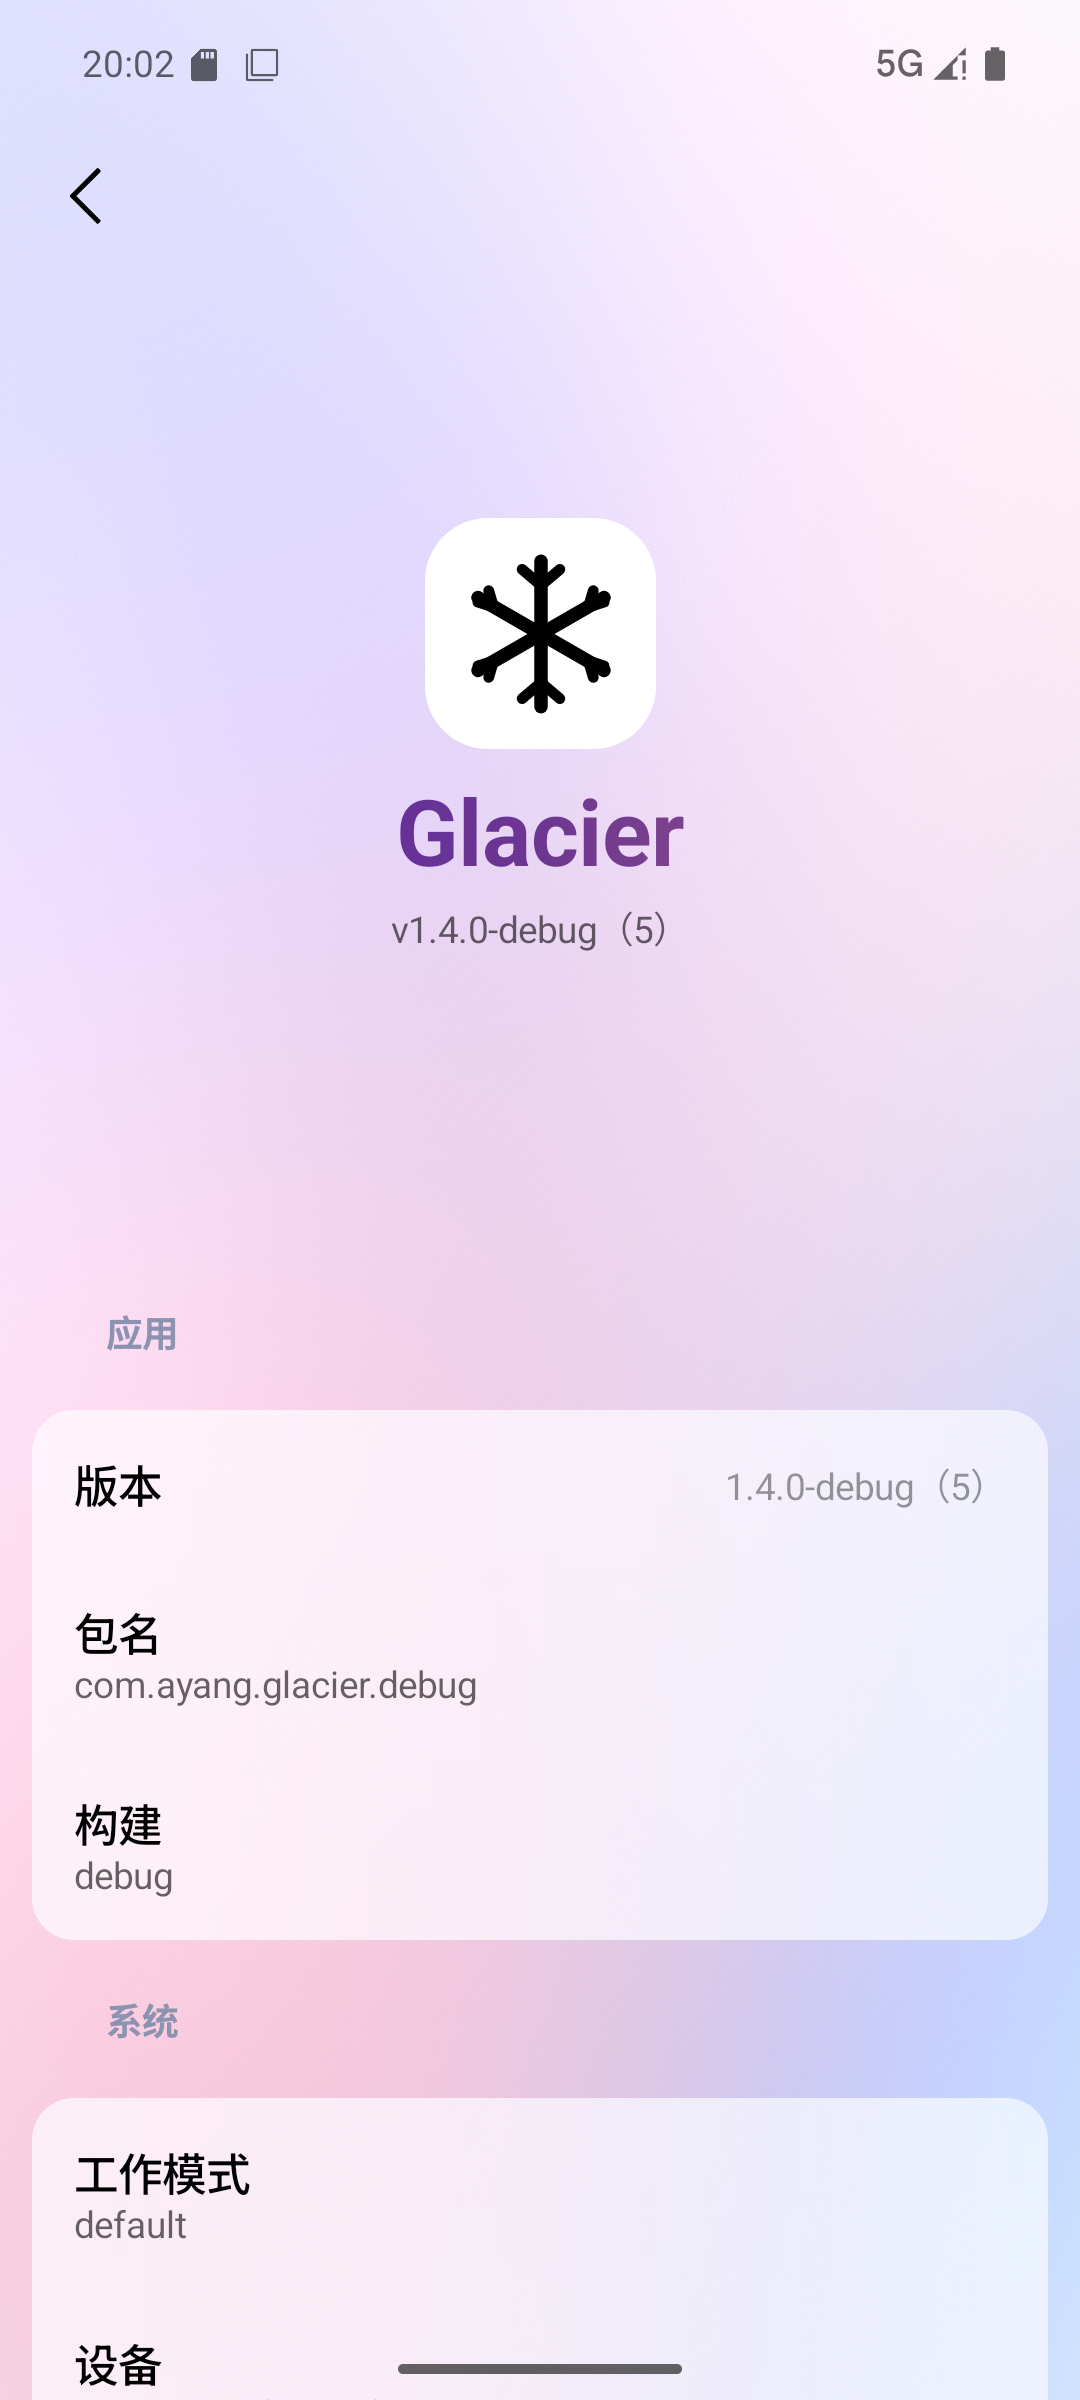 20:02
5G
Glacier
v1.4.0-debug（5）
应用
版本
1.4.0-debug（5）
包名
com.ayang.glacier.debug
构建
debug
系统
工作模式
default
设备